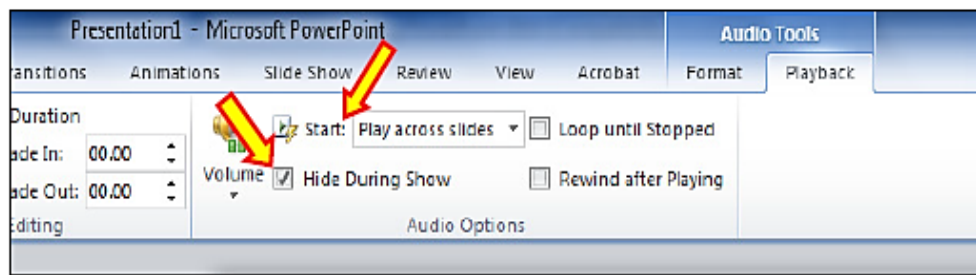 Presentation1 - Microsoft PowerPoint
Audio Tools
ansitions Animations Slide Show Review View Acrobat Format Playback
Duration
ade In: 00.00
ade Out: 00.00
Editing
Volume
Start: Play across slides
Hide During Show
Loop until Stopped
Rewind after Playing
Audio Options